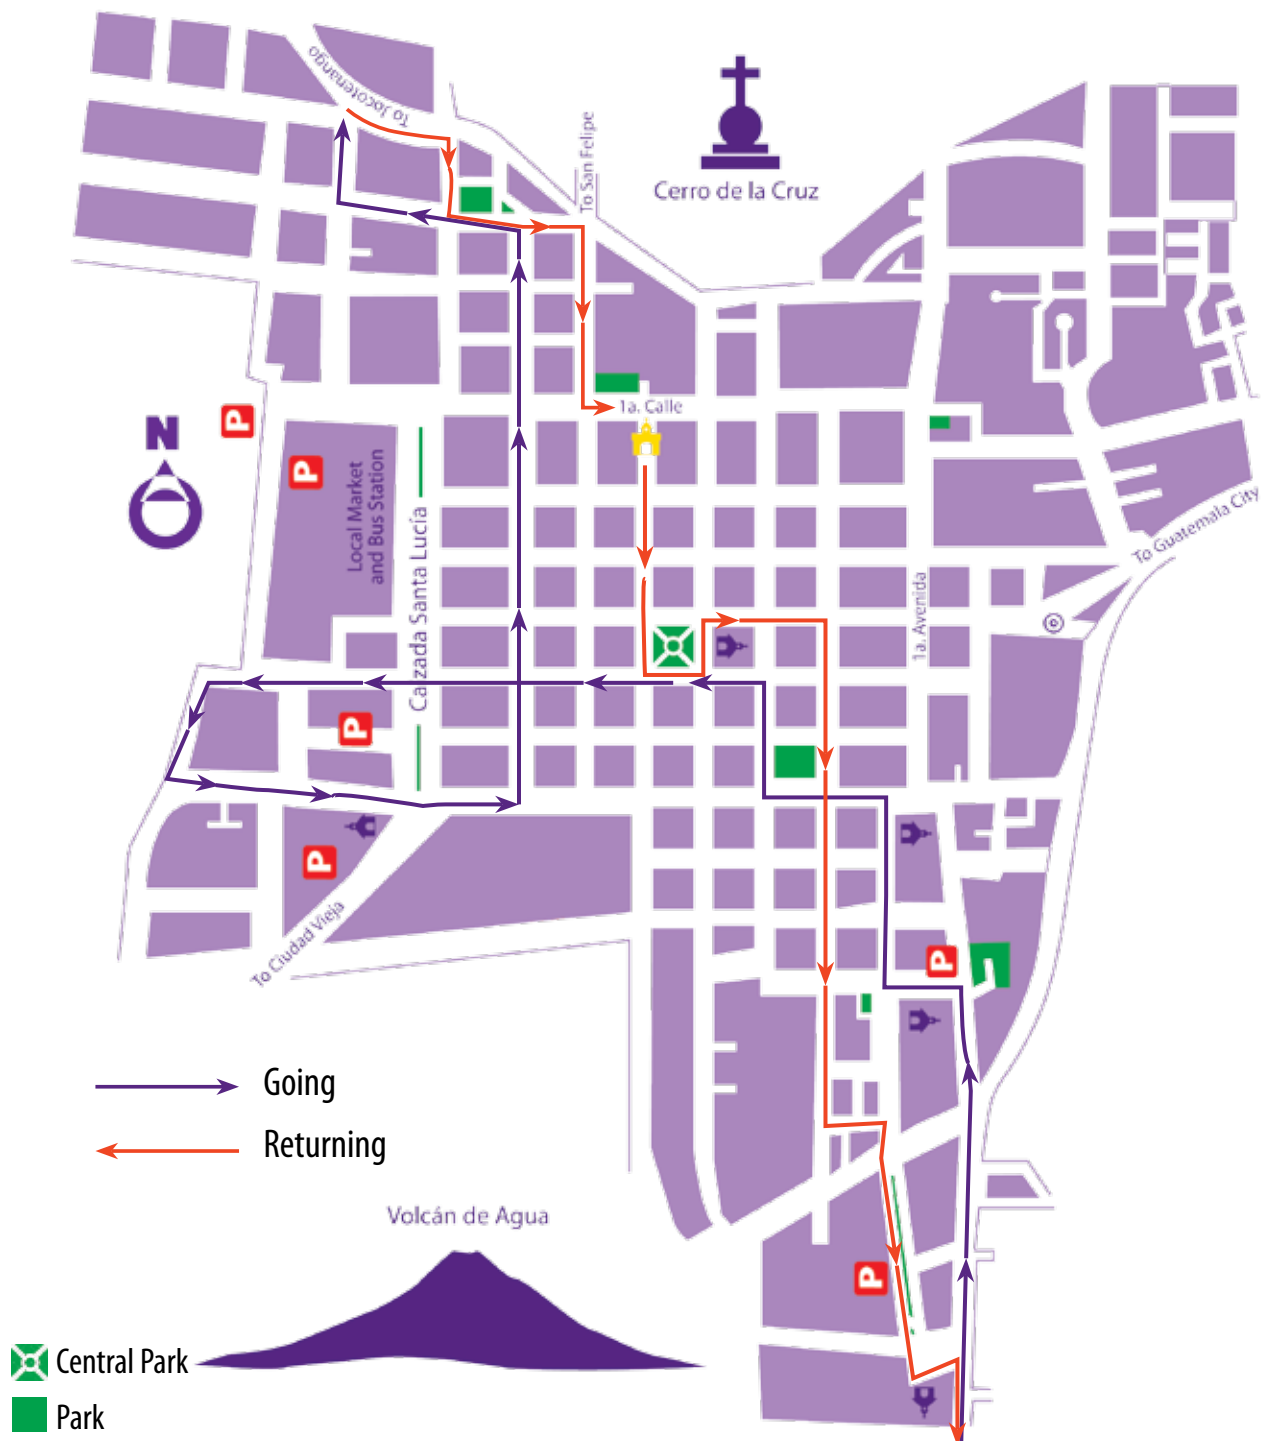 To Jocotenango
To San Felipe
Cerro de la Cruz
1a. Calle
P
N
P
Local Market
and Bus Station
Calzada Santa Lucía
To Guatemala City
1a. Avenida
P
P
To Ciudad Vieja
P
Going
Returning
Volcán de Agua
P
Central Park
Park